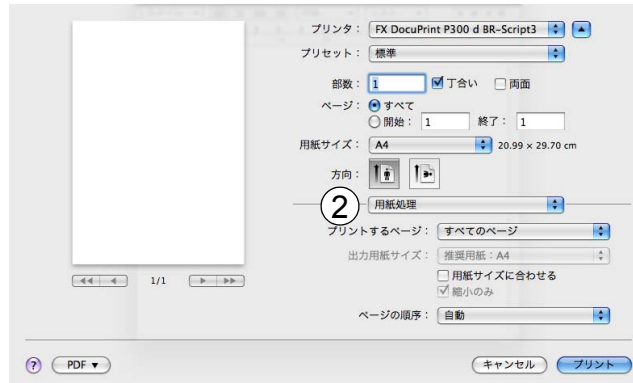 プリンタ： FX DocuPrint P300 d BR-Script3
プリセット： 標準
部数： 1 丁合い 両面
ページ： すべて
開始： 1 終了： 1
用紙サイズ： A4 20.99 × 29.70 cm
方向：
2 用紙処理
プリントするページ： すべてのページ
出力用紙サイズ： 推奨用紙：A4
用紙サイズに合わせる
縮小のみ
1/1
ページの順序： 自動
? PDF ▼ キャンセル プリント